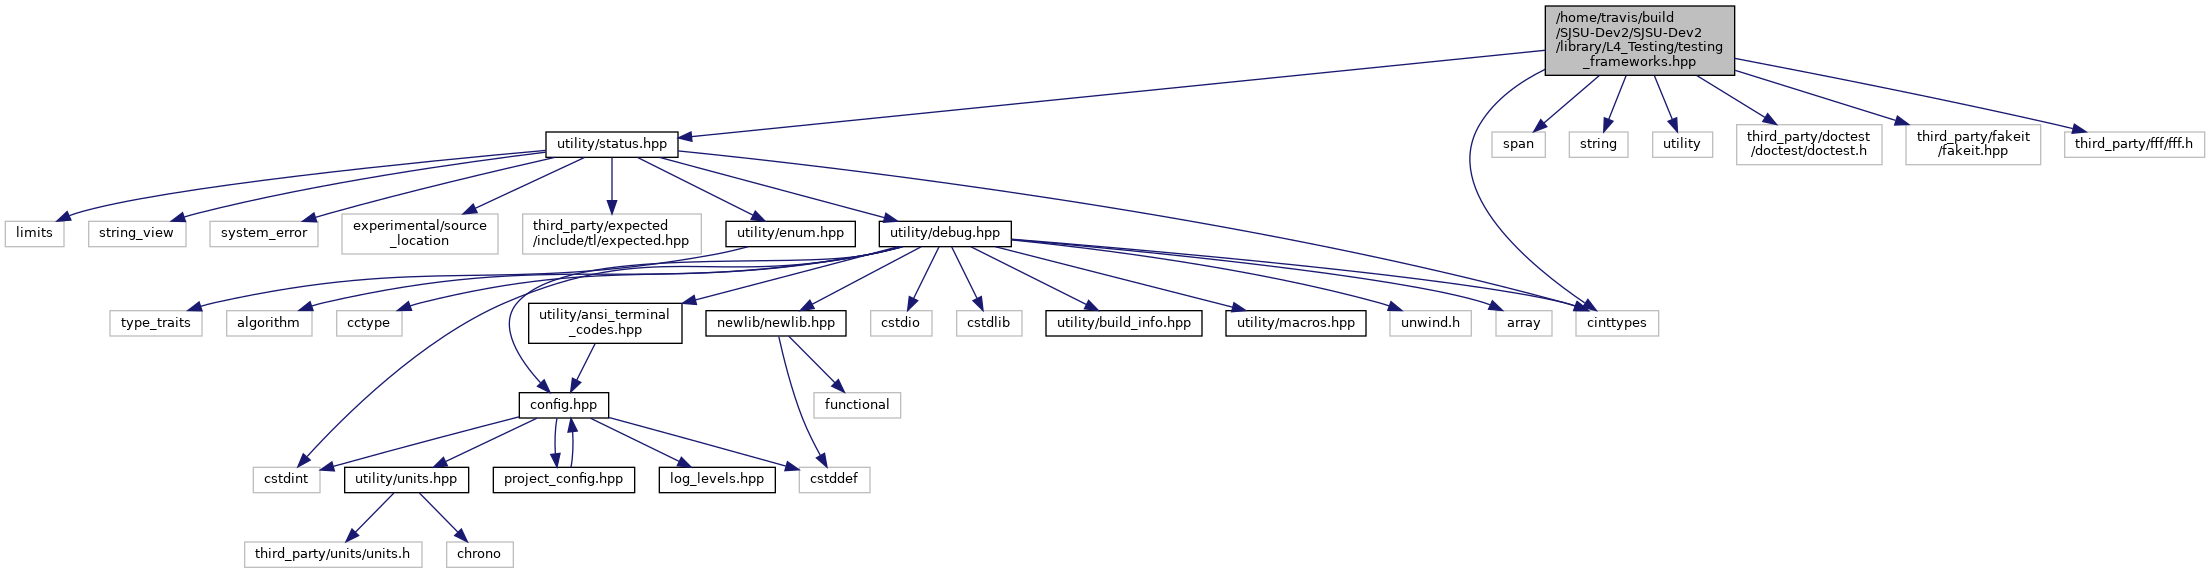 /home/travis/build
/SJSU-Dev2/SJSU-Dev2
/library/L4_Testing/testing
_frameworks.hpp
utility/status.hpp
span
string
utility
third_party/doctest
/doctest/doctest.h
third_party/fakeit
/fakeit.hpp
third_party/fff/fff.h
limits
string_view
system_error
experimental/source
_location
third_party/expected
/include/tl/expected.hpp
utility/enum.hpp
utility/debug.hpp
type_traits
algorithm
cctype
utility/ansi_terminal
_codes.hpp
newlib/newlib.hpp
cstdio
cstdlib
utility/build_info.hpp
utility/macros.hpp
unwind.h
array
cinttypes
config.hpp
functional
cstdint
utility/units.hpp
project_config.hpp
log_levels.hpp
cstddef
third_party/units/units.h
chrono